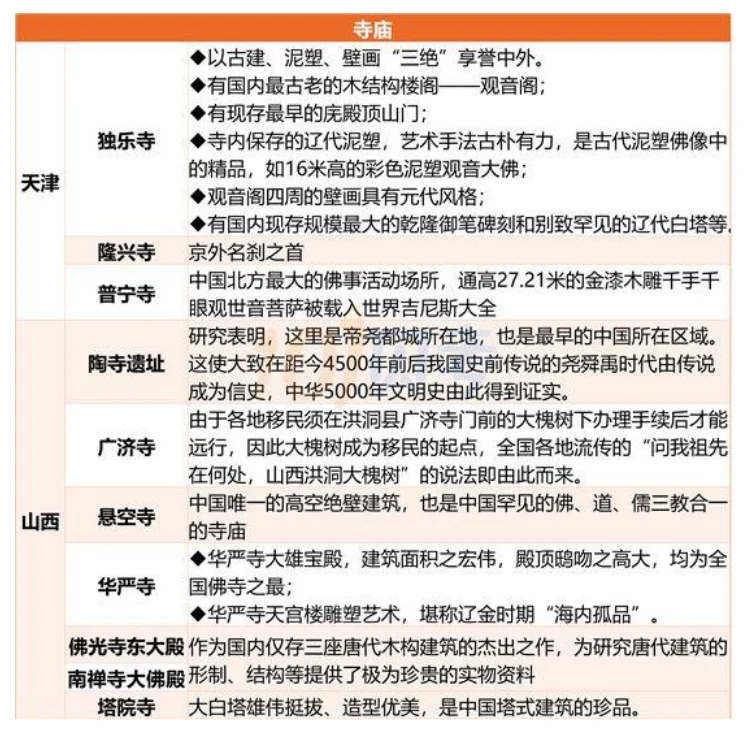 寺庙
天津
独乐寺
◆以古建、泥塑、壁画“三绝”享誉中外。
◆有国内最古老的木结构楼阁——观音阁；
◆有现存最早的庑殿顶山门；
◆寺内保存的辽代泥塑，艺术手法古朴有力，是古代泥塑佛像中
的精品，如16米高的彩色泥塑观音大佛；
◆观音阁四周的壁画具有元代风格；
◆有国内现存规模最大的乾隆御笔碑刻和别致罕见的辽代白塔等。
隆兴寺
京外名刹之首
普宁寺
中国北方最大的佛事活动场所，通高27.21米的金漆木雕千手千
眼观世音菩萨被载入世界吉尼斯大全
山西
陶寺遗址
研究表明，这里是帝尧都城所在地，也是最早的中国所在区域。
这使大致在距今4500年前后我国史前传说的尧舜禹时代由传说
成为信史，中华5000年文明史由此得到证实。
广济寺
由于各地移民须在洪洞县广济寺门前的大槐树下办理手续后才能
远行，因此大槐树成为移民的起点，全国各地流传的“问我祖先
在何处，山西洪洞大槐树”的说法即由此而来。
悬空寺
中国唯一的高空绝壁建筑，也是中国罕见的佛、道、儒三教合一
的寺庙
华严寺
◆华严寺大雄宝殿，建筑面积之宏伟，殿顶鸱吻之高大，均为全
国佛寺之最；
◆华严寺天宫楼雕塑艺术，堪称辽金时期“海内孤品”。
佛光寺东大殿
南禅寺大佛殿
作为国内仅存三座唐代木构建筑的杰出之作，为研究唐代建筑的
形制、结构等提供了极为珍贵的实物资料
塔院寺
大白塔雄伟挺拔、造型优美，是中国塔式建筑的珍品。